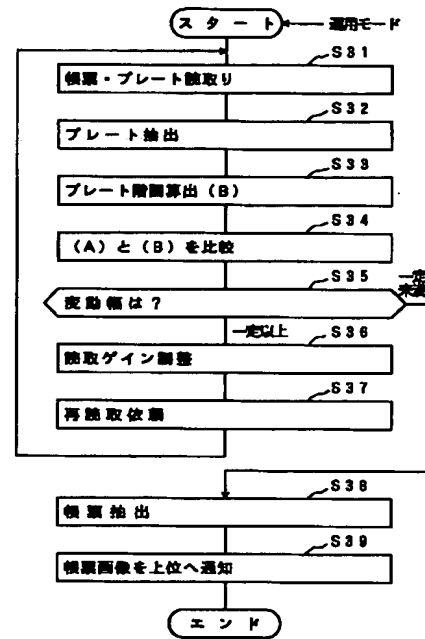 スタート
運用モード
S31
帳票・プレート読取り
S32
プレート抽出
S33
プレート階調算出(B)
S34
(A)と(B)を比較
S35
一定
未満
変動幅は?
一定以上
S36
読取ゲイン調整
S37
再読取依頼
S38
帳票抽出
S39
帳票画像を上位へ通知
エンド